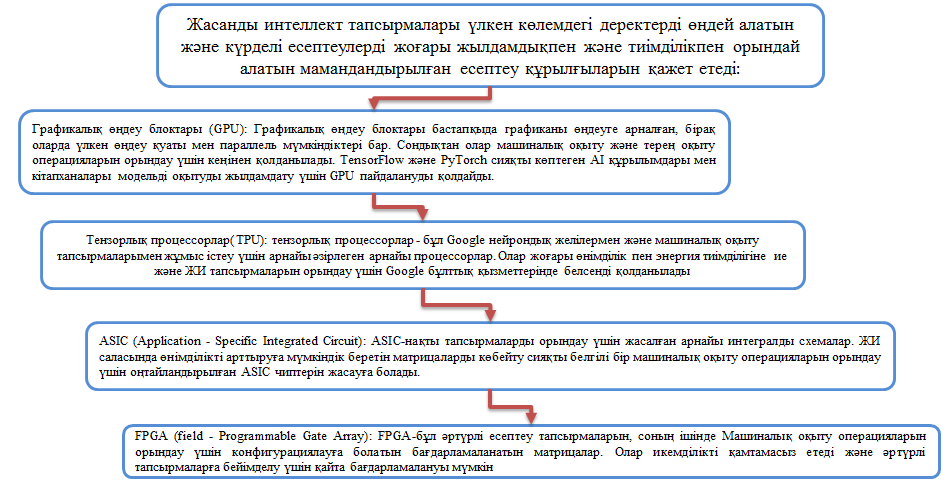 Жасанды интеллект тапсырмалары үлкен көлемдегі деректерді өңдей алатын
және күрделі есептеулерді жоғары жылдамдықпен және тиімділікпен орындай
алатын мамандандырылған есептеу құрылғыларын қажет етеді:
Графикалық өңдеу блоктары (GPU): Графикалық өңдеу блоктары бастапқыда графиканы өңдеуге арналған, бірақ
оларда үлкен өңдеу қуаты мен параллель мүмкіндіктері бар. Сондықтан олар машиналық оқыту және терең оқыту
операцияларын орындау үшін кеңінен қолданылады. TensorFlow және PyTorch сияқты көптеген AI құрылымдары мен
кітапханалары модельді оқытуды жылдамдату үшін GPU пайдалануды қолдайды.
Тензорлық процессорлар(TPU): тензорлық процессорлар - бұл Google нейрондық желілермен және машиналық оқыту
тапсырмаларымен жұмыс істеу үшін арнайы әзірлеген арнайы процессорлар. Олар жоғары өнімділік пен энергия тиімділігіне ие
және ЖИ тапсырмаларын орындау үшін Google бұлттық қызметтерінде белсенді қолданылады
ASIC (Application - Specific Integrated Circuit): ASIC-нақты тапсырмаларды орындау үшін жасалған арнайы интегралды схемалар. ЖИ
саласында өнімділікті арттыруға мүмкіндік беретін матрицаларды көбейту сияқты белгілі бір машиналық оқыту операцияларын орындау
үшін оңтайландырылған ASIC чиптерін жасауға болады.
FPGA (field - Programmable Gate Array): FPGA-бұл әртүрлі есептеу тапсырмаларын, соның ішінде Машиналық оқыту операцияларын
орындау үшін конфигурациялауға болатын бағдарламаланатын матрицалар. Олар икемділікті қамтамасыз етеді және әртүрлі
тапсырмаларға бейімделу үшін қайта бағдарламалануы мүмкін